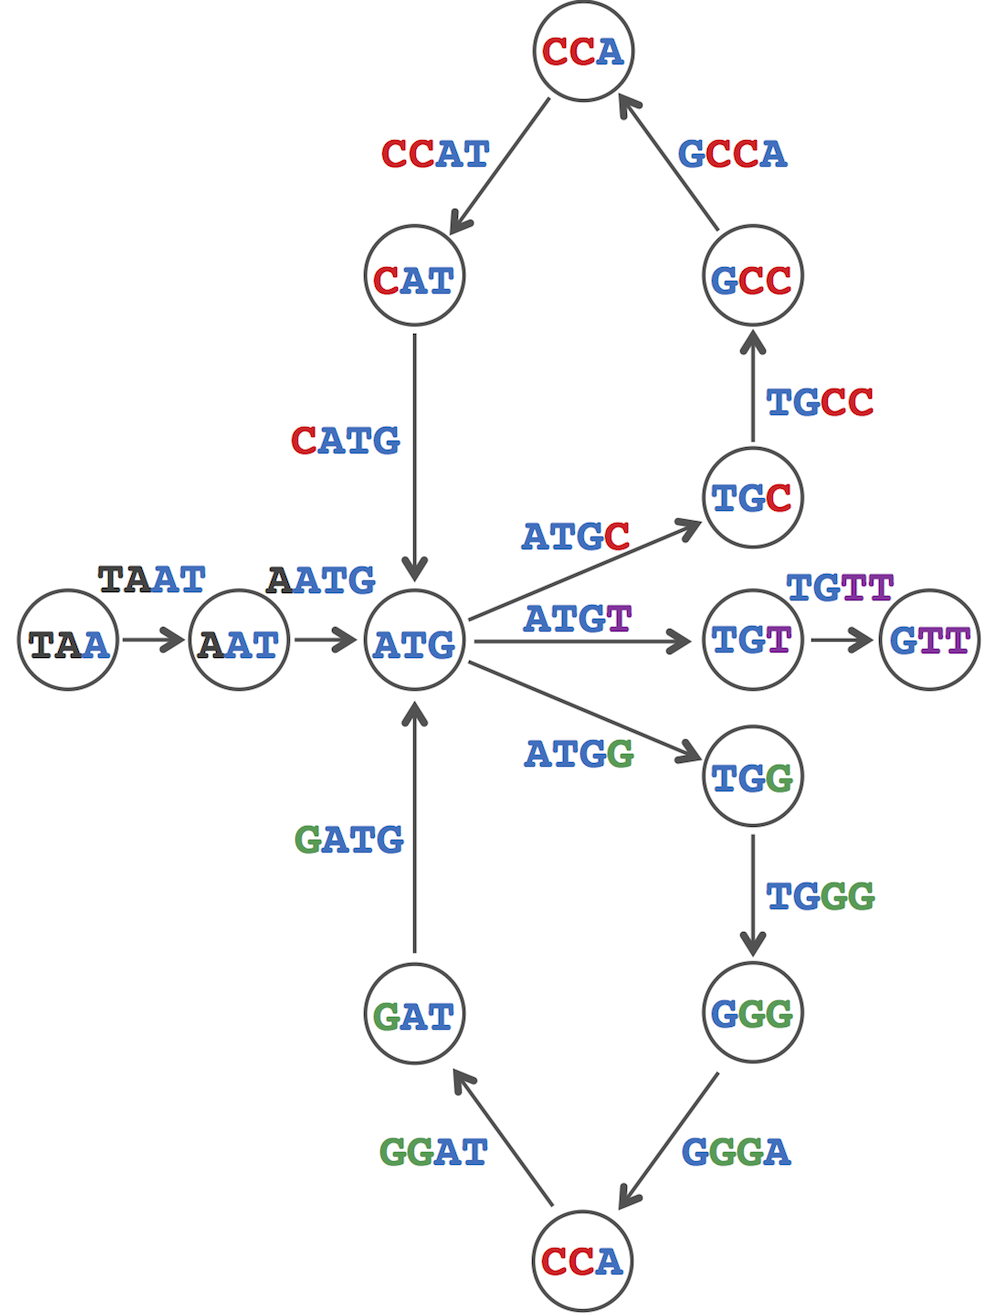 CCA
CCAT GCCA
CAT GCC
TGCC
CATG
TGC
ATGC
TAAT AATG TGTT
ATGT
TAA AAT ATG TGT GTT
ATGG
TGG
GATG
TGGG
GAT GGG
GGAT GGGA
CCA